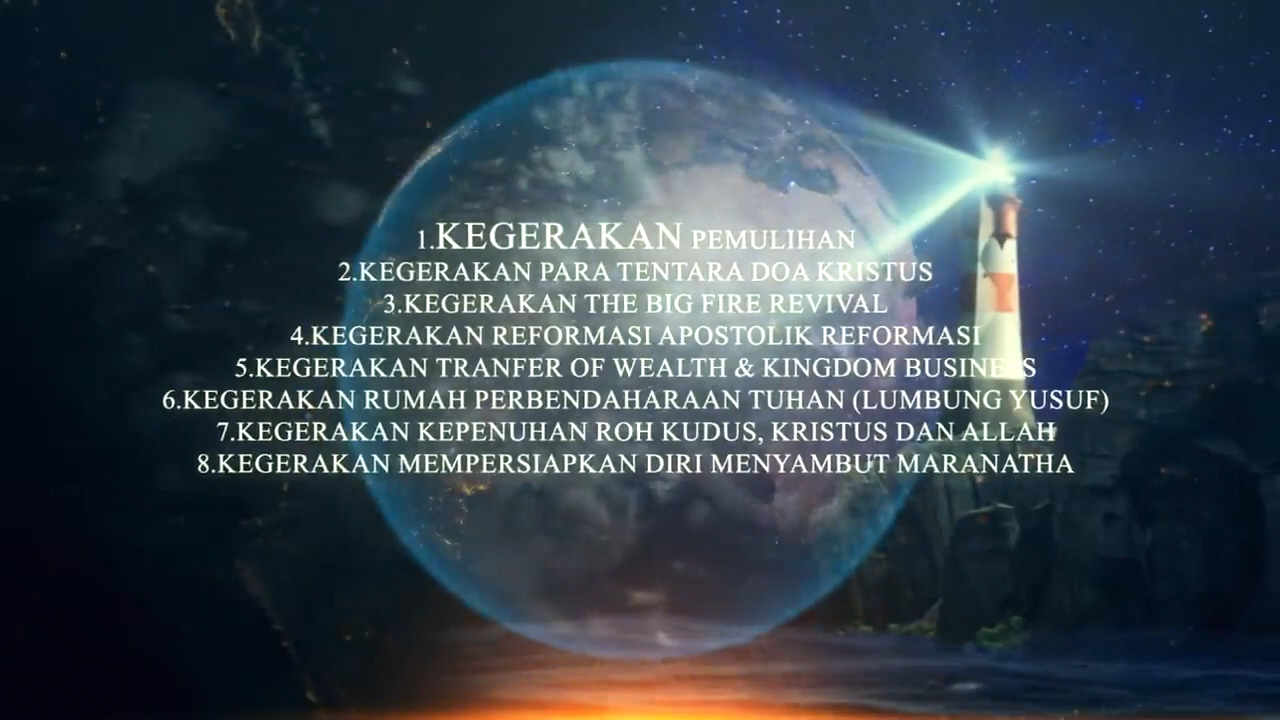 1.KEGERAKAN PEMULIHAN
2.KEGERAKAN PARA TENTARA DOA KRISTUS
3.KEGERAKAN THE BIG FIRE REVIVAL
4.KEGERAKAN REFORMASI APOSTOLIK REFORMASI
5.KEGERAKAN TRANFER OF WEALTH & KINGDOM BUSINESS
6.KEGERAKAN RUMAH PERBENDAHARAAN TUHAN (LUMBUNG YUSUF)
7.KEGERAKAN KEPENUHAN ROH KUDUS, KRISTUS DAN ALLAH
8.KEGERAKAN MEMPERSIAPKAN DIRI MENYAMBUT MARANATHA